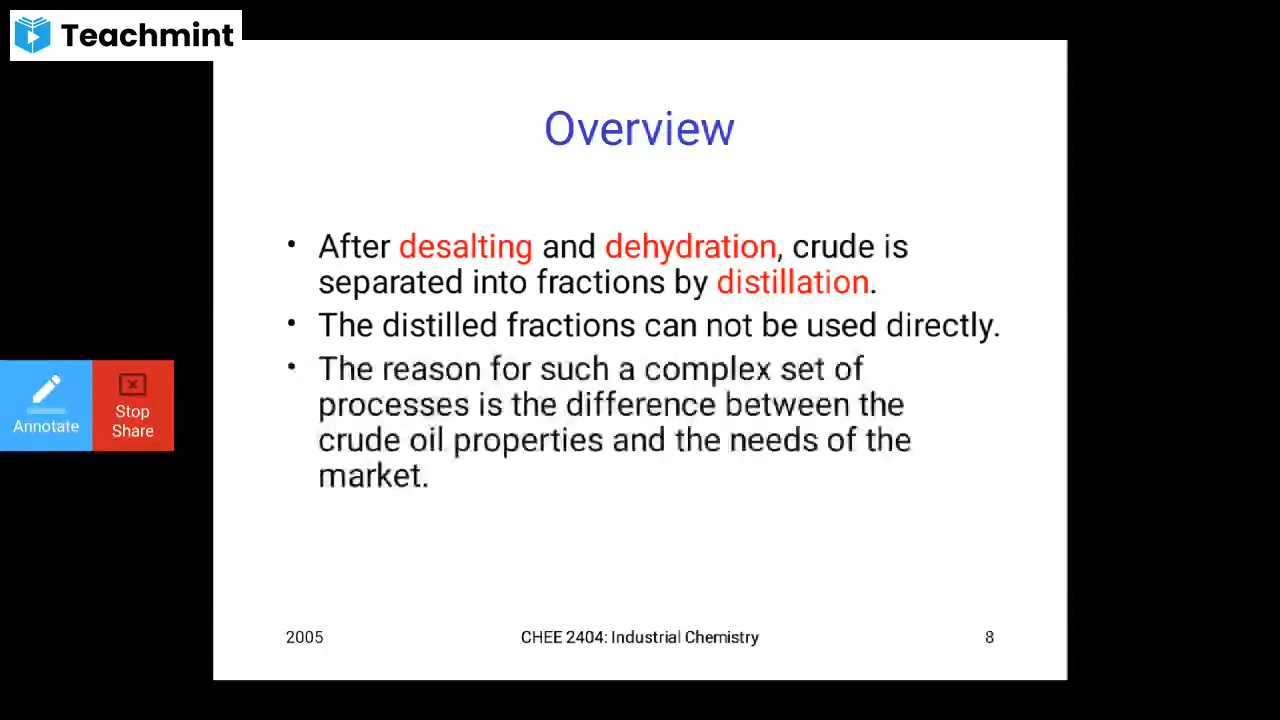 Teachmint
Overview
• After desalting and dehydration, crude is
separated into fractions by distillation.
• The distilled fractions can not be used directly.
• The reason for such a complex set of
processes is the difference between the
crude oil properties and the needs of the
market.
Annotate
Stop
Share
2005
CHEE 2404: Industrial Chemistry
8